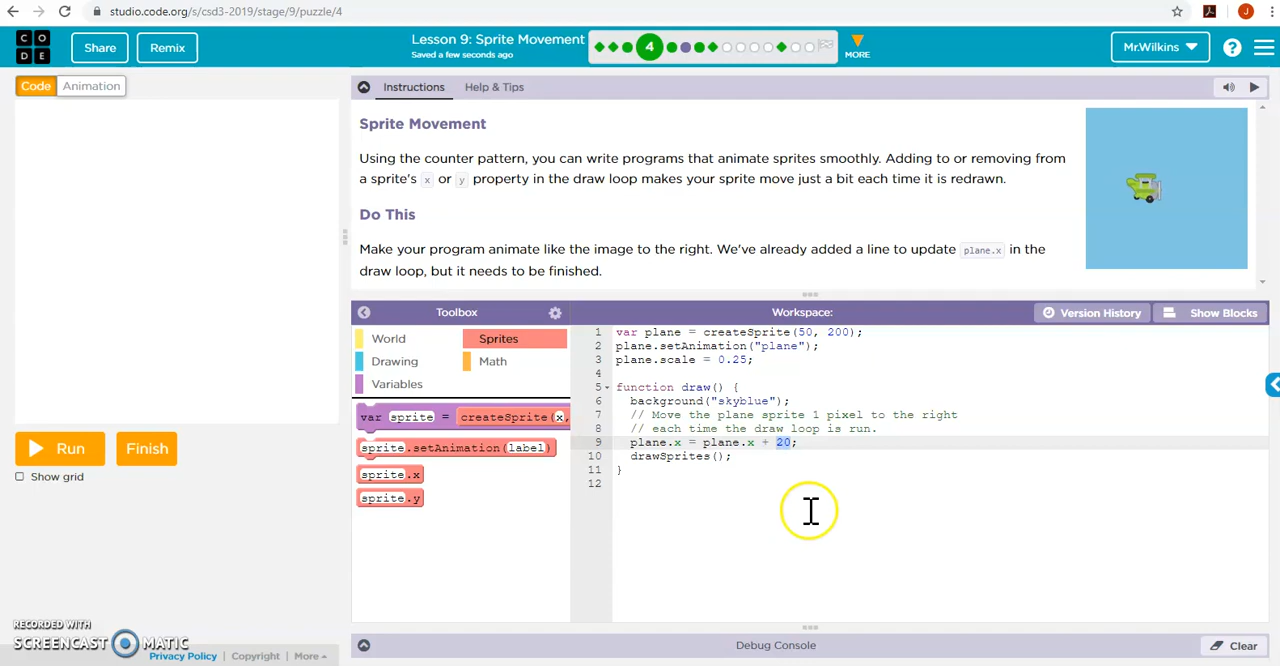 studio.code.org/s/csd3-2019/stage/9/puzzle/4
J
C O
D E
Share
Remix
Lesson 9: Sprite Movement
Saved a few seconds ago
4
MORE
Mr.Wilkins
?
Code
Animation
Instructions
Help & Tips
Sprite Movement
Using the counter pattern, you can write programs that animate sprites smoothly. Adding to or removing from
a sprite's x or y property in the draw loop makes your sprite move just a bit each time it is redrawn.
Do This
Make your program animate like the image to the right. We've already added a line to update plane.x in the
draw loop, but it needs to be finished.
Toolbox
Workspace:
Version History
Show Blocks
World
Sprites
Drawing
Math
Variables
var sprite = createSprite(x,
sprite.setAnimation(label)
sprite.x
sprite.y
1 var plane = createSprite(50, 200);
2 plane.setAnimation("plane");
3 plane.scale = 0.25;
4
5 function draw() {
6 background("skyblue");
7 // Move the plane sprite 1 pixel to the right
8 // each time the draw loop is run.
9 plane.x = plane.x + 20;
10 drawSprites();
11 }
12
Run
Finish
Show grid
RECORDED WITH
SCREENCAST MATIC
Privacy Policy | Copyright | More
Debug Console
Clear